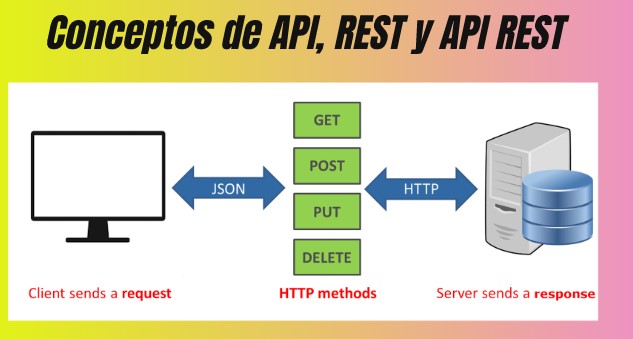 Conceptos de API, REST y API REST
GET
POST
JSON
HTTP
PUT
DELETE
Client sends a request
HTTP methods
Server sends a response